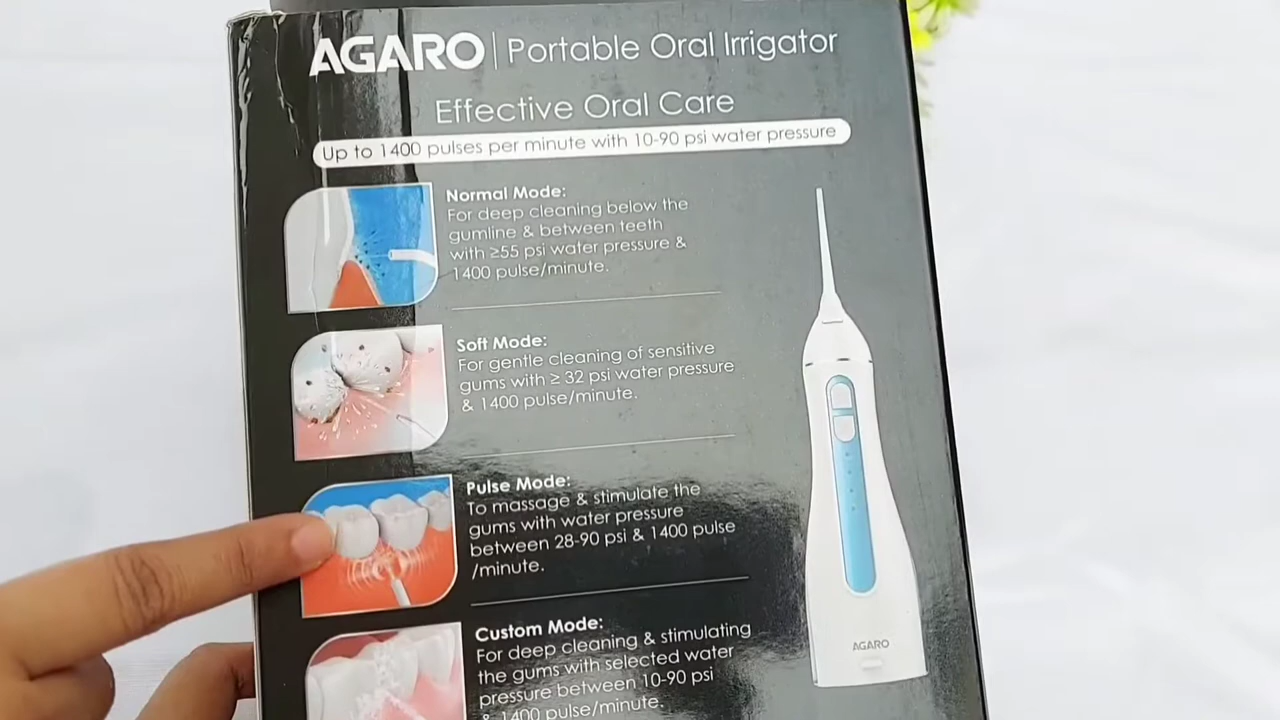 AGARO | Portable Oral Irrigator
Effective Oral Care
Up to 1400 pulses per minute with 10-90 psi water pressure
Normal Mode:
For deep cleaning below the
gumline & between teeth
with ≥55 psi water pressure &
1400 pulse/minute.
Soft Mode:
For gentle cleaning of sensitive
gums with ≥ 32 psi water pressure
& 1400 pulse/minute.
Pulse Mode:
To massage & stimulate the
gums with water pressure
between 28-90 psi & 1400 pulse
/minute.
Custom Mode:
For deep cleaning & stimulating
the gums with selected water
pressure between 10-90 psi
& 1400 pulse/minute.
AGARO